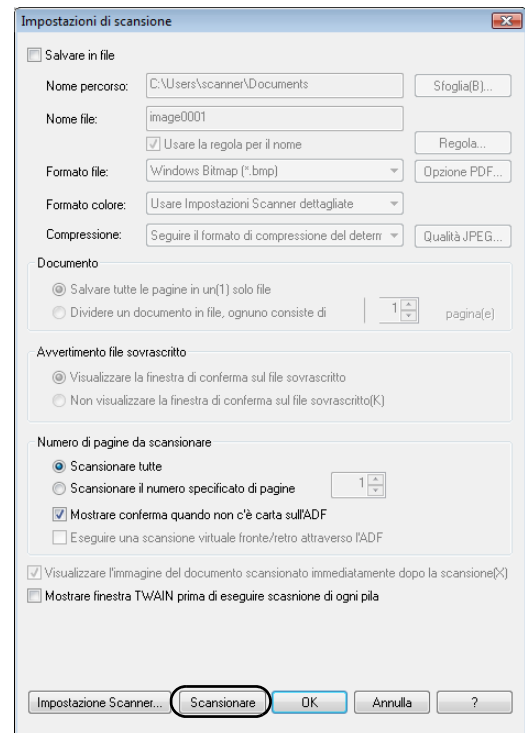 Impostazioni di scansione
Salvare in file
Nome percorso: C:\Users\scanner\Documents Sfoglia(B)...
Nome file: image0001
Usare la regola per il nome Regola...
Formato file: Windows Bitmap (*.bmp) Opzione PDF...
Formato colore: Usare Impostazioni Scanner dettagliate
Compressione: Seguire il formato di compressione del determ Qualità JPEG...
Documento
Salvare tutte le pagine in un(1) solo file
Dividere un documento in file, ognuno consiste di 1 pagina(e)
Avvertimento file sovrascritto
Visualizzare la finestra di conferma sul file sovrascritto
Non visualizzare la finestra di conferma sul file sovrascritto(K)
Numero di pagine da scansionare
Scansionare tutte
Scansionare il numero specificato di pagine 1
Mostrare conferma quando non c'è carta sull'ADF
Eseguire una scansione virtuale fronte/retro attraverso l'ADF
Visualizzare l'immagine del documento scansionato immediatamente dopo la scansione(X)
Mostrare finestra TWAIN prima di eseguire scasnione di ogni pila
Impostazione Scanner... Scansionare OK Annulla ?